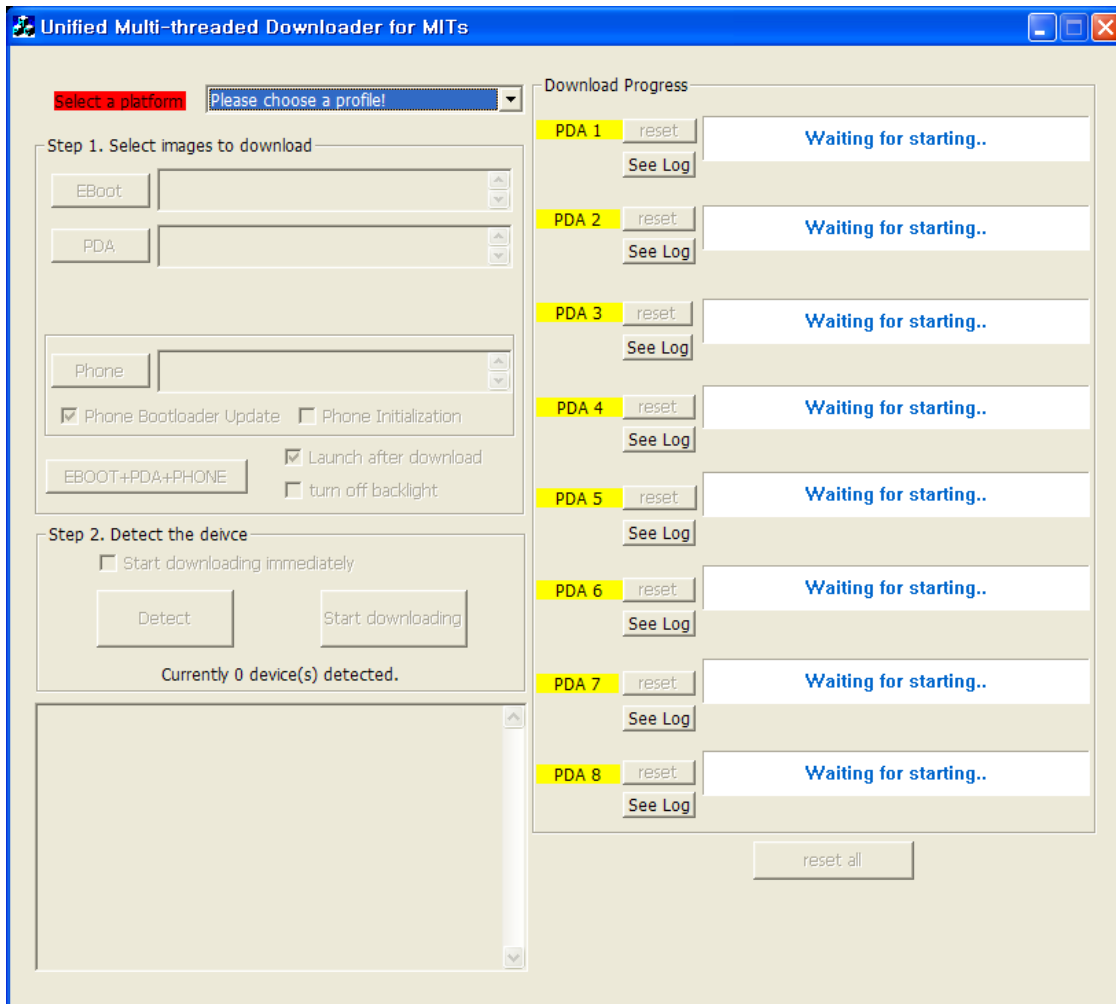 Unified Multi-threaded Downloader for MITs
Select a platform
Please choose a profile!
Step 1. Select images to download
EBoot
PDA
Phone
Phone Bootloader Update
Phone Initialization
EBOOT+PDA+PHONE
Launch after download
turn off backlight
Step 2. Detect the deivce
Start downloading immediately
Detect
Start downloading
Currently 0 device(s) detected.
Download Progress
PDA 1
reset
Waiting for starting..
See Log
PDA 2
reset
Waiting for starting..
See Log
PDA 3
reset
Waiting for starting..
See Log
PDA 4
reset
Waiting for starting..
See Log
PDA 5
reset
Waiting for starting..
See Log
PDA 6
reset
Waiting for starting..
See Log
PDA 7
reset
Waiting for starting..
See Log
PDA 8
reset
Waiting for starting..
See Log
reset all